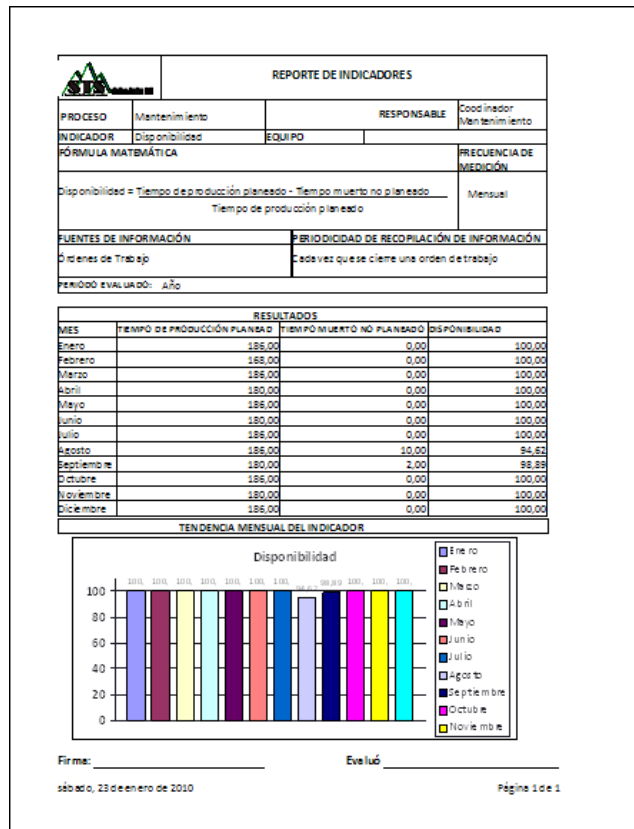 STS
REPORTE DE INDICADORES
PROCESO Mantenimiento RESPONSABLE Coodinador Mantenimiento
INDICADOR Disponibilidad EQUIPO
FÓRMULA MATEMÁTICA FRECUENCIA DE MEDICIÓN
Disponibilidad = Tiempo de producción planeado - Tiempo muerto no planeado
Tiempo de producción planeado
Mensual
FUENTES DE INFORMACIÓN PERIODICIDAD DE RECOPILACIÓN DE INFORMACIÓN
Órdenes de Trabajo Cada vez que se cierre una orden de trabajo
PERIODO EVALUADO: Año
RESULTADOS
MES TIEMPO DE PRODUCCIÓN PLANEAD TIEMPO MUERTO NO PLANEADO DISPONIBILIDAD
Enero 186,00 0,00 100,00
Febrero 168,00 0,00 100,00
Marzo 186,00 0,00 100,00
Abril 180,00 0,00 100,00
Mayo 186,00 0,00 100,00
Junio 180,00 0,00 100,00
Julio 186,00 0,00 100,00
Agosto 186,00 10,00 94,62
Septiembre 180,00 2,00 98,89
Octubre 186,00 0,00 100,00
Noviembre 180,00 0,00 100,00
Diciembre 186,00 0,00 100,00
TENDENCIA MENSUAL DEL INDICADOR
Disponibilidad
100, 100, 100, 100, 100, 100, 100, 94,62 98,89 100, 100, 100,
100
80
60
40
20
0
Enero
Febrero
Marzo
Abril
Mayo
Junio
Julio
Agosto
Septiembre
Octubre
Noviembre
Firma: Evaluó
sábado, 23 de enero de 2010 Página 1 de 1